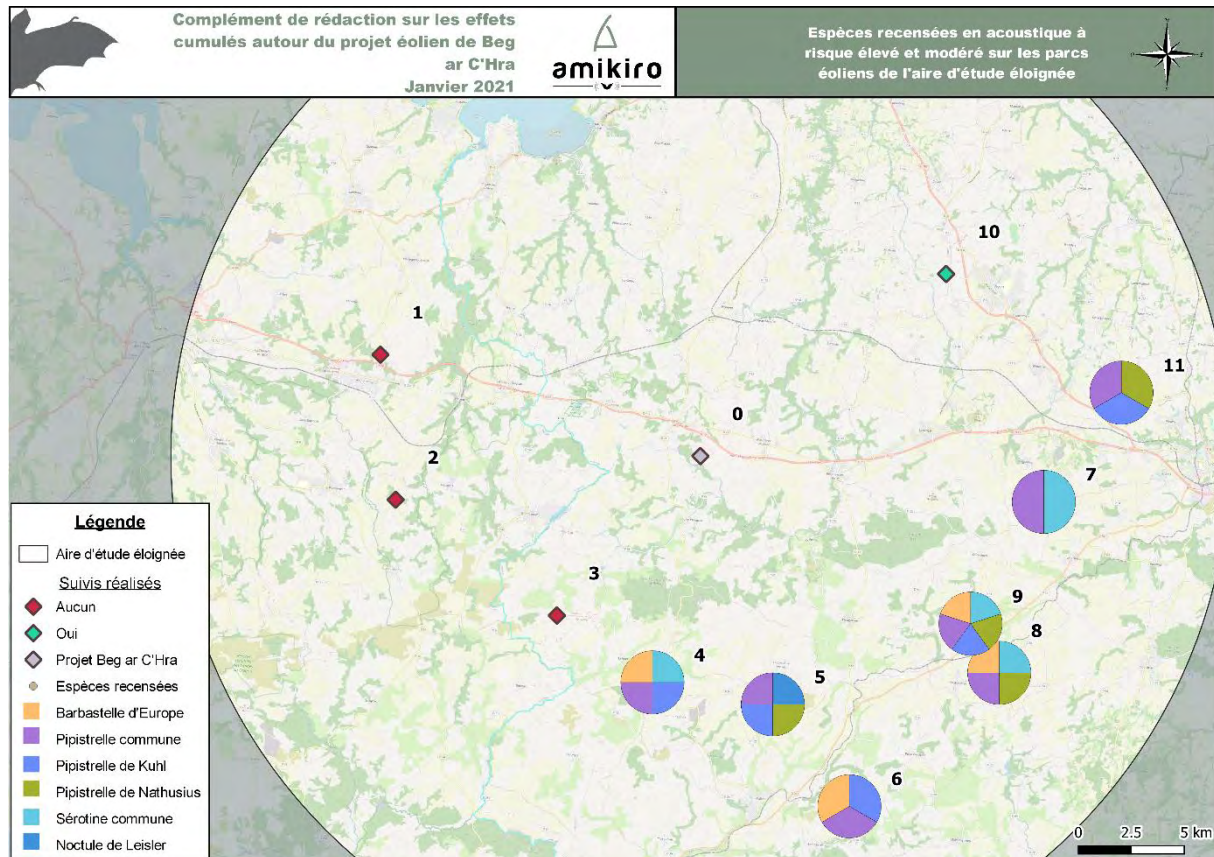 Complément de rédaction sur les effets
cumulés autour du projet éolien de Beg
ar C'Hra
Janvier 2021
amikiro
Espèces recensées en acoustique à
risque élevé et modéré sur les parcs
éoliens de l'aire d'étude éloignée
10
1
11
0
2
7
3
9
8
4
5
6
Légende
Aire d'étude éloignée
Suivis réalisés
Aucun
Oui
Projet Beg ar C'Hra
Espèces recensées
Barbastelle d'Europe
Pipistrelle commune
Pipistrelle de Kuhl
Pipistrelle de Nathusius
Sérotine commune
Noctule de Leisler
0 2.5 5 km